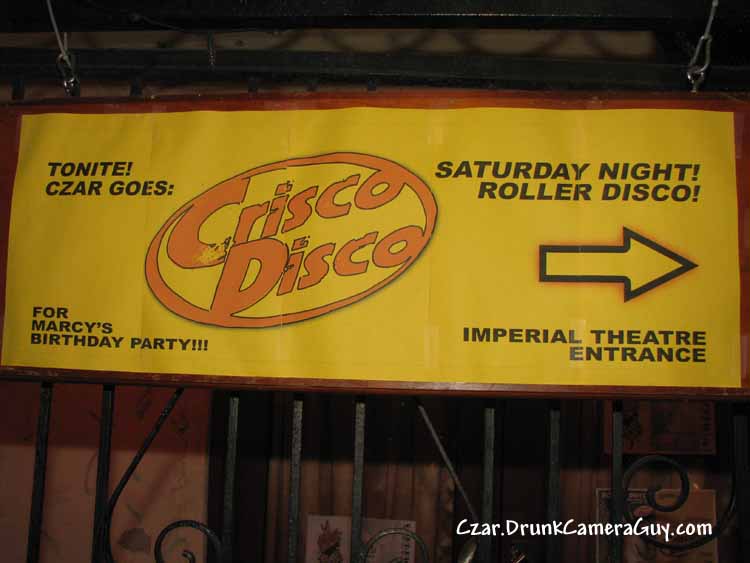 TONITE!
CZAR GOES:
Crisco
Disco
SATURDAY NIGHT!
ROLLER DISCO!
FOR
MARCY'S
BIRTHDAY PARTY!!!
IMPERIAL THEATRE
ENTRANCE
Czar.DrunkCameraGuy.com